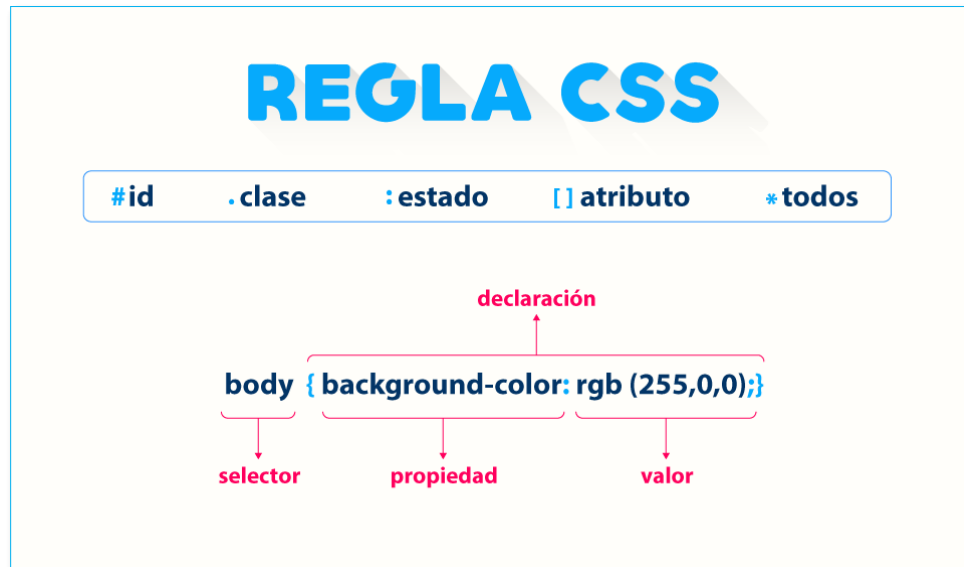 REGLA CSS
#id .clase :estado [ ] atributo *todos
declaración
body { background-color: rgb (255,0,0);}
selector propiedad valor